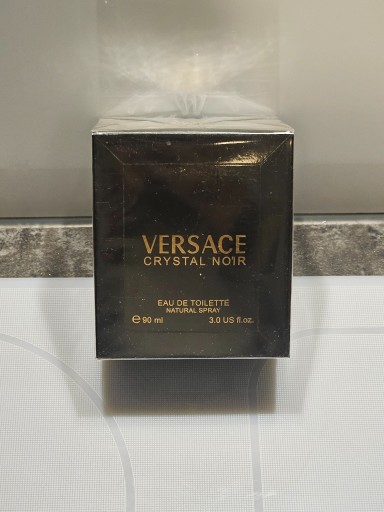 VERSACE
CRYSTAL NOIR
EAU DE TOILETTE
NATURAL SPRAY
℮ 90 ml 3.0 US fl.oz.